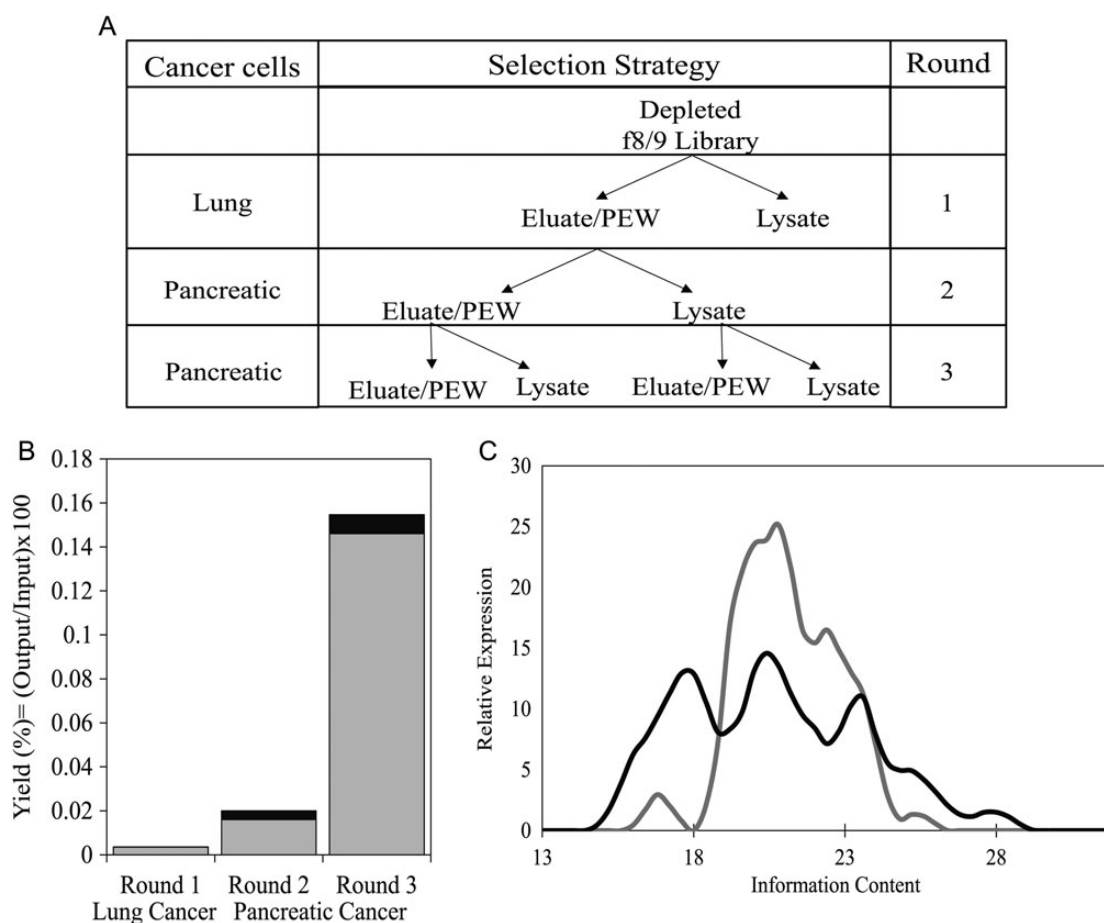 A
Cancer cells Selection Strategy Round
Depleted
f8/9 Library
Lung Eluate/PEW Lysate 1
Pancreatic Eluate/PEW Lysate 2
Pancreatic Eluate/PEW Lysate Eluate/PEW Lysate 3
B
Yield (%)= (Output/Input)x100
0.18
0.16
0.14
0.12
0.1
0.08
0.06
0.04
0.02
0
Round 1 Round 2 Round 3
Lung Cancer Pancreatic Cancer
C
Relative Expression
30
25
20
15
10
5
0
13 18 23 28
Information Content